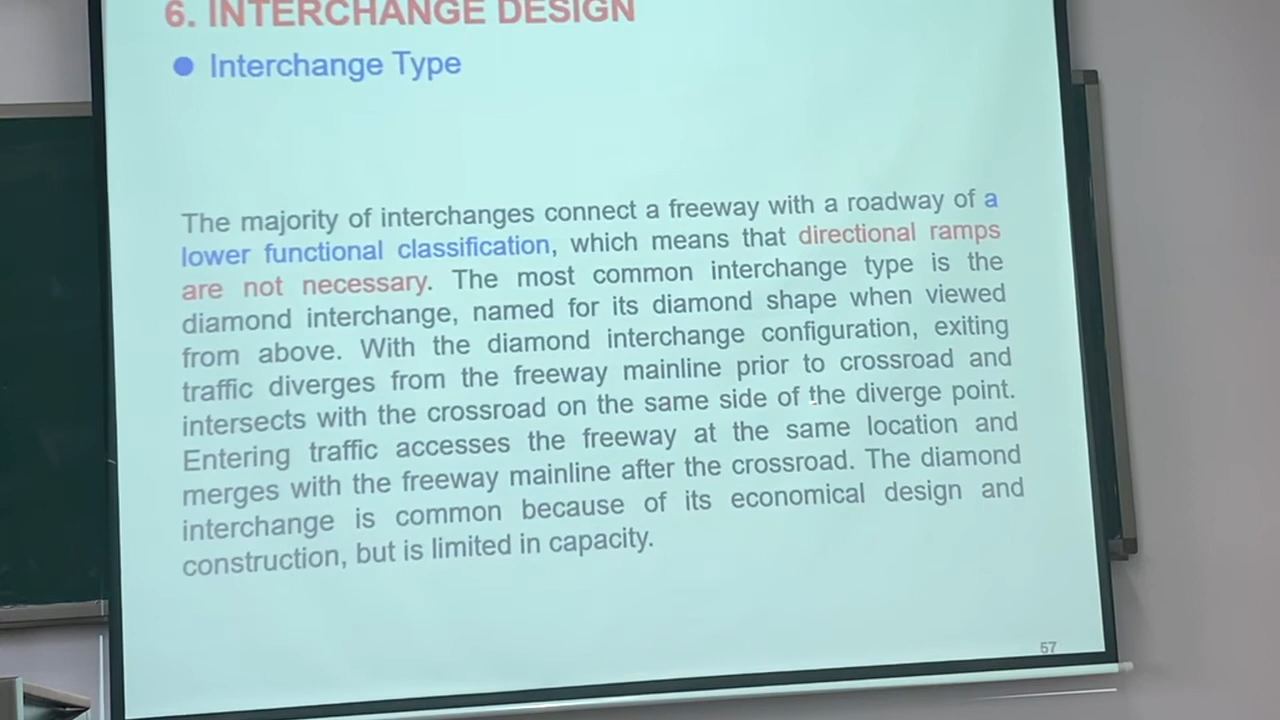 6. INTERCHANGE DESIGN
● Interchange Type
The majority of interchanges connect a freeway with a roadway of a
lower functional classification, which means that directional ramps
are not necessary. The most common interchange type is the
diamond interchange, named for its diamond shape when viewed
from above. With the diamond interchange configuration, exiting
traffic diverges from the freeway mainline prior to crossroad and
intersects with the crossroad on the same side of the diverge point.
Entering traffic accesses the freeway at the same location and
merges with the freeway mainline after the crossroad. The diamond
interchange is common because of its economical design and
construction, but is limited in capacity.
57